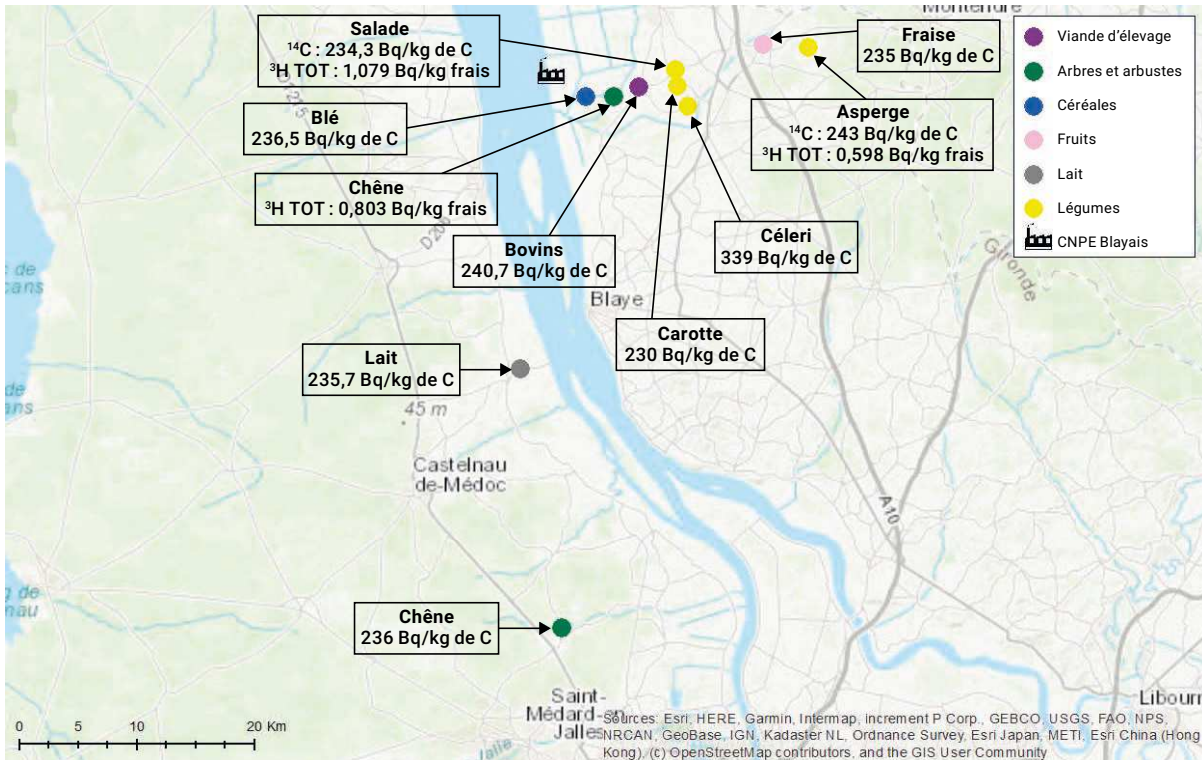 Montendre
Salade
¹⁴C : 234,3 Bq/kg de C
³H TOT : 1,079 Bq/kg frais
Fraise
235 Bq/kg de C
Viande d'élevage
Arbres et arbustes
Céréales
Fruits
Lait
Légumes
CNPE Blayais
D1215
Blé
236,5 Bq/kg de C
Asperge
¹⁴C : 243 Bq/kg de C
³H TOT : 0,598 Bq/kg frais
Chêne
³H TOT : 0,803 Bq/kg frais
Bovins
240,7 Bq/kg de C
Céleri
339 Bq/kg de C
Gironde
Blaye
Carotte
230 Bq/kg de C
Lait
235,7 Bq/kg de C
45 m
Castelnau
de-Médoc
A10
Chêne
236 Bq/kg de C
Saint-
Médard-en
Jalles
Jalle
Libourn
0 5 10 20 Km
Sources: Esri, HERE, Garmin, Intermap, increment P Corp., GEBCO, USGS, FAO, NPS,
NRCAN, GeoBase, IGN, Kadaster NL, Ordnance Survey, Esri Japan, METI, Esri China (Hong
Kong), (c) OpenStreetMap contributors, and the GIS User Community